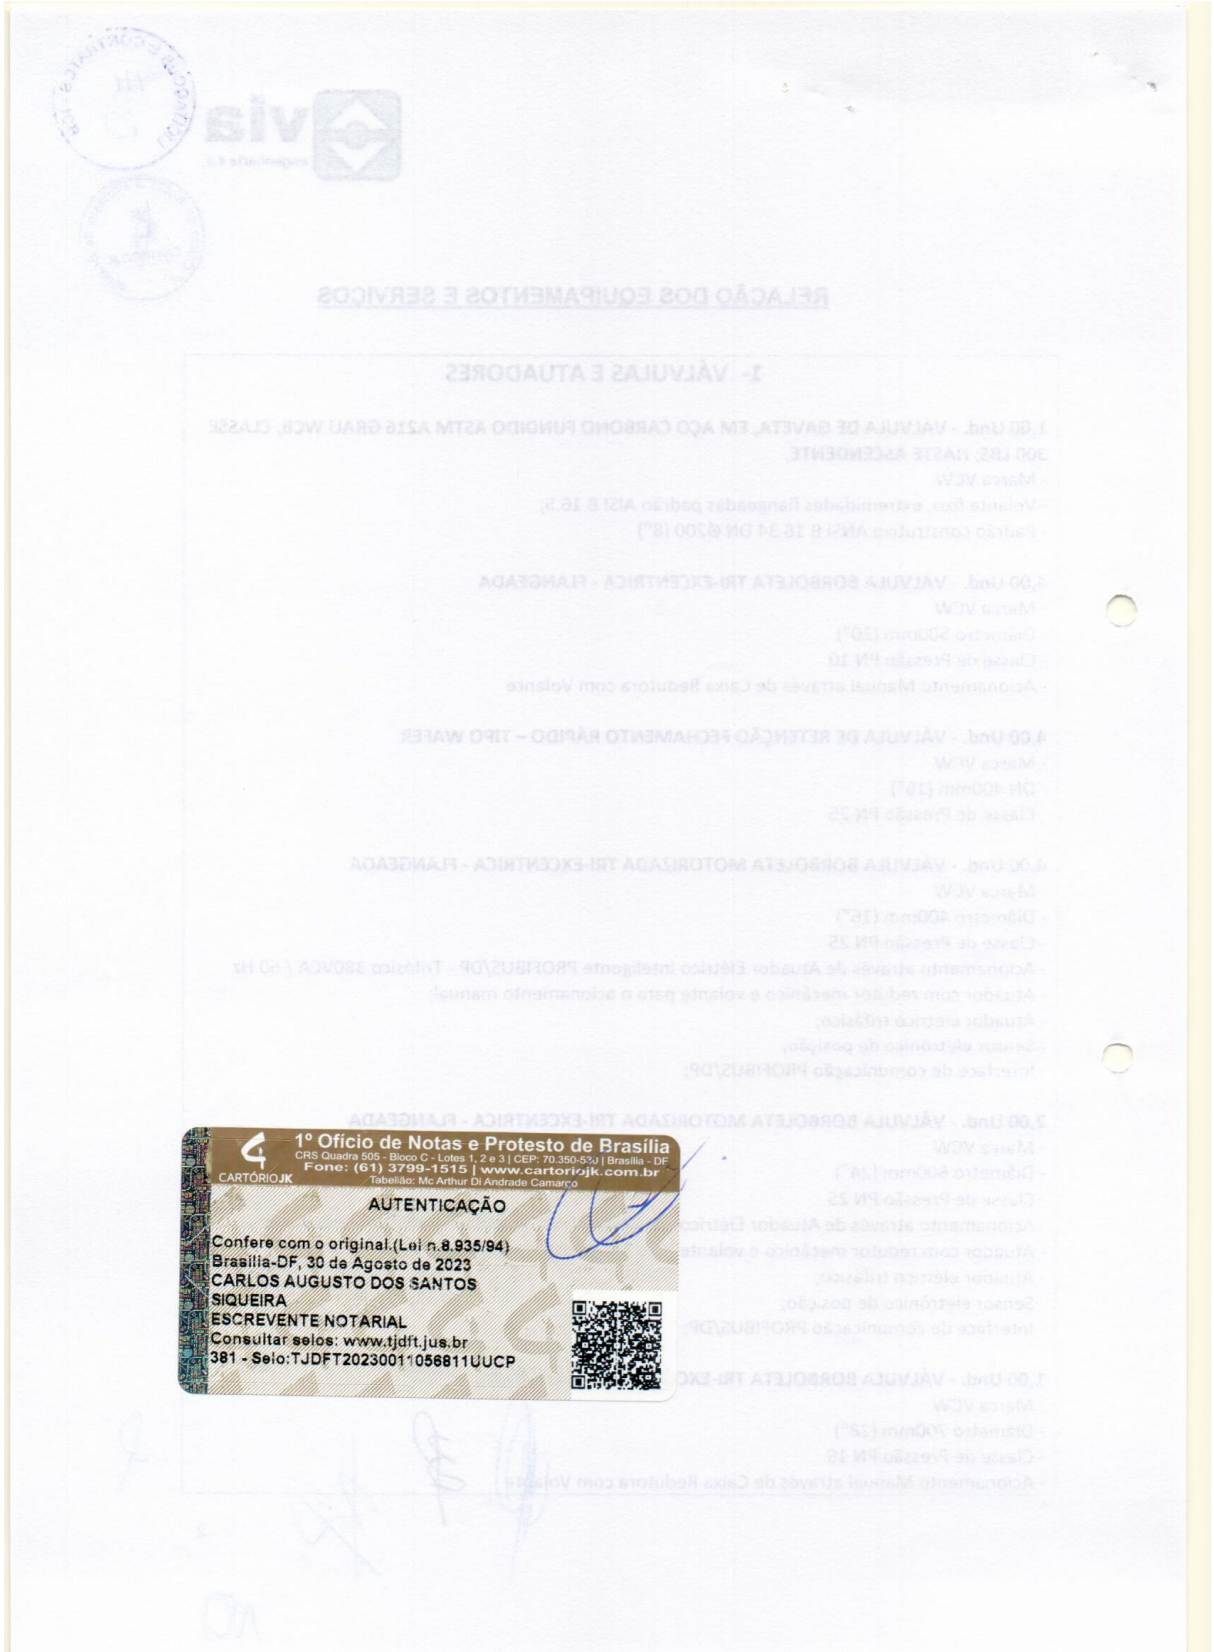 via
engenharia s.a.
RELAÇÃO DOS EQUIPAMENTOS E SERVIÇOS
1- VÁLVULAS E ATUADORES
1,00 Und. - VALVULA DE GAVETA, EM AÇO CARBONO FUNDIDO ASTM A216 GRAU WCB, CLASSE
300 LBS; HASTE ASCENDENTE.
- Marca VCW
- Volante fixo, extremidades flangeadas padrão AISI B 16.5;
- Padrão construtivo ANSI B 16.34 DN Ø200 (8")
4,00 Und. - VÁLVULA BORBOLETA TRI-EXCENTRICA - FLANGEADA
- Marca VCW
Diâmetro 500mm (20")
Classe de Pressão PN 10
- Acionamento Manual através de Caixa Redutora com Volante
4,00 Und. - VÁLVULA DE RETENÇÃO FECHAMENTO RÁPIDO – TIPO WAFER
- Marca VCW
DN 400mm (16")
Classe de Pressão PN 25
4,00 Und. - VÁLVULA BORBOLETA MOTORIZADA TRI-EXCENTRICA - FLANGEADA
Marca VCW
- Diâmetro 400mm (16")
- Classe de Pressão PN 25
- Acionamento através de Atuador Elétrico Inteligente PROFIBUS/DP - Trifásico 380VCA / 60 Hz
Atuador com redutor mecânico e volante para o acionamento manual;
Atuador elétrico trifásico;
- Sensor eletrônico de posição;
- Interface de comunicação PROFIBUS/DP;
2,00 Und. - VÁLVULA BORBOLETA MOTORIZADA TRI-EXCENTRICA - FLANGEADA
Marca VCW
- Diâmetro 600mm (24")
Classe de Pressão PN 25
Acionamento através de Atuador Elétrico
Atuador com redutor mecânico e volante
Atuador elétrico trifásico;
Sensor eletrônico de posição;
- Interface de comunicação PROFIBUS/DP;
1,00 Und. - VÁLVULA BORBOLETA TRI-EXC
Marca VCW
- Diâmetro 700mm (28")
- Classe de Pressão PN 10
- Acionamento Manual através de Caixa Redutora com Volante
CARTÓRIOJK
1º Ofício de Notas e Protesto de Brasília
CRS Quadra 505 - Bloco C - Lotes 1, 2 e 3 | CEP: 70.350-530 | Brasília - DF
Fone: (61) 3799-1515 | www.cartoriojk.com.br
Tabelião: Mc Arthur Di Andrade Camargo
AUTENTICAÇÃO
Confere com o original.(Lei n.8.935/94)
Brasília-DF, 30 de Agosto de 2023
CARLOS AUGUSTO DOS SANTOS
SIQUEIRA
ESCREVENTE NOTARIAL
Consultar selos: www.tjdft.jus.br
381 - Selo:TJDFT20230011056811UUCP